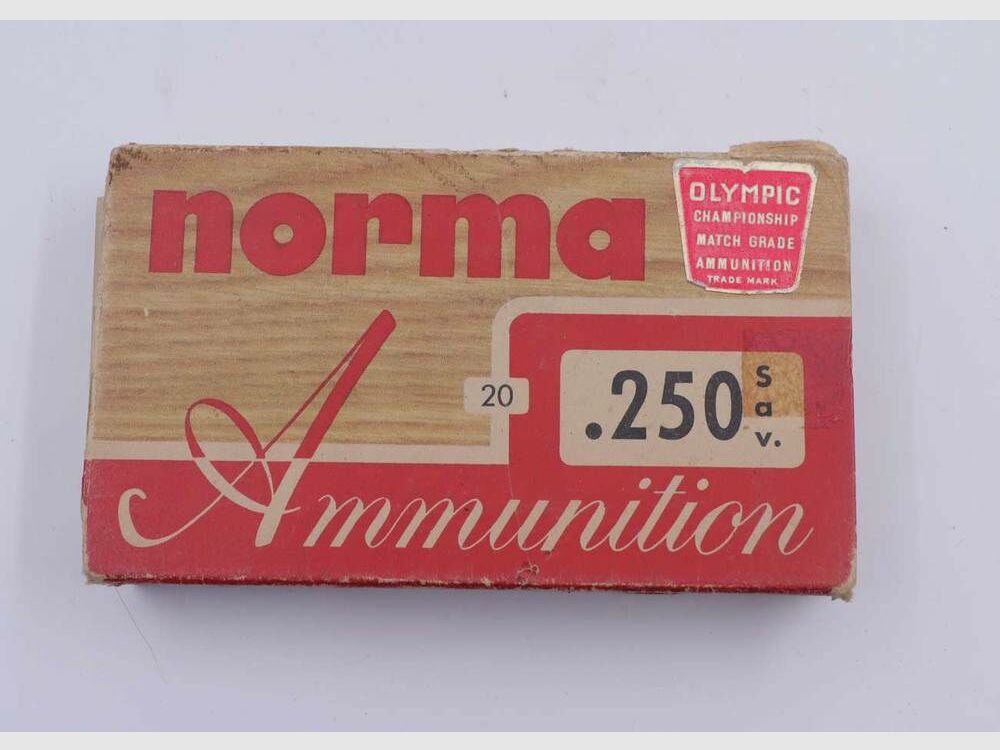 norma
OLYMPIC
CHAMPIONSHIP
MATCH GRADE
AMMUNITION
TRADE MARK
20
.250 Sav.
Ammunition